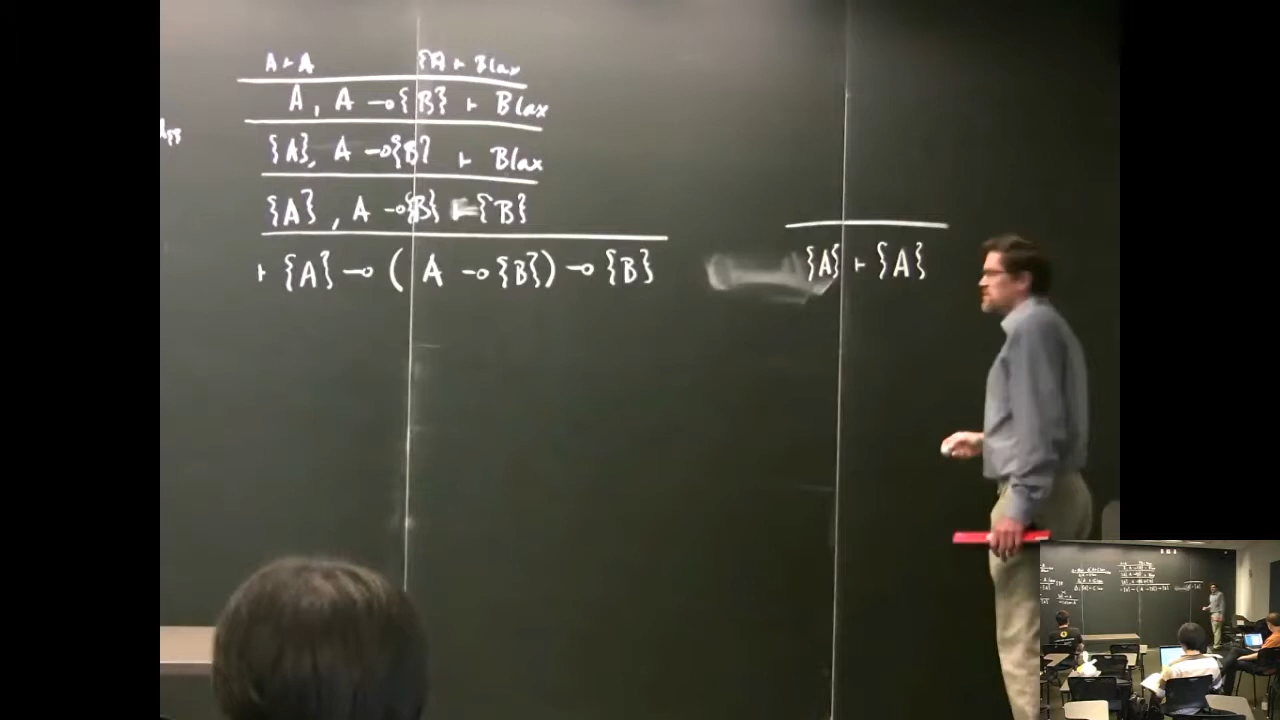 A ⊢ A {B} ⊢ B lax
A, A ⊸ {B} ⊢ B lax
{A}, A ⊸ {B} ⊢ B lax
{A}, A ⊸ {B} ⊢ {B}
⊢ {A} ⊸ (A ⊸ {B}) ⊸ {B}
{A} ⊢ {A}